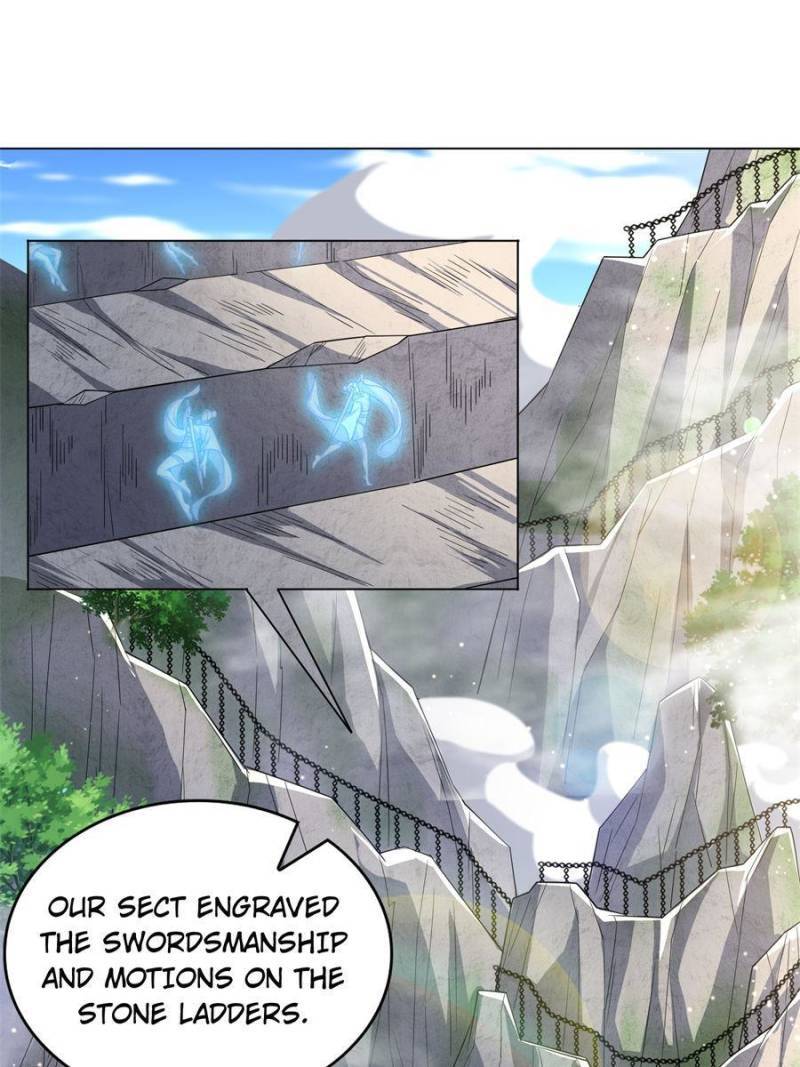 OUR SECT ENGRAVED
THE SWORDSMANSHIP
AND MOTIONS ON THE
STONE LADDERS.